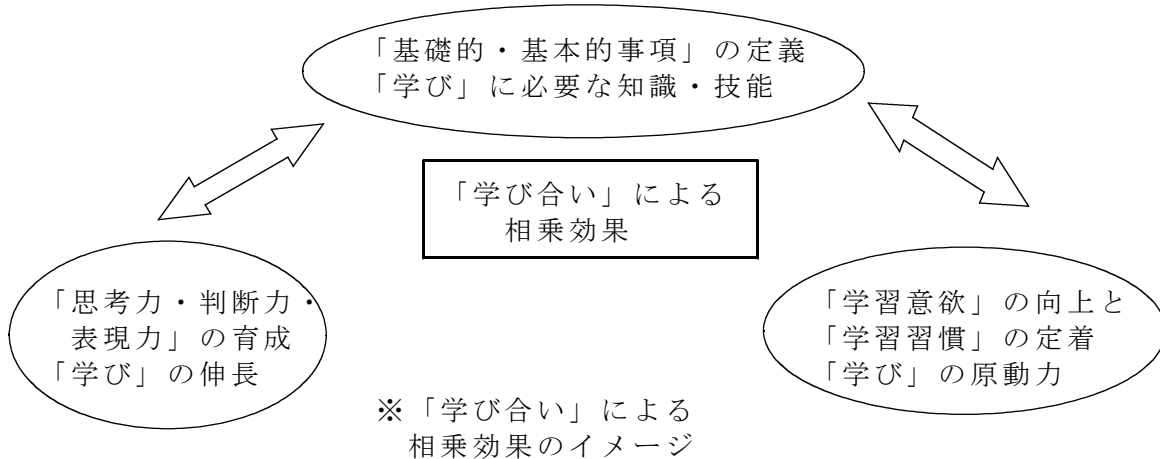 「基礎的・基本的事項」の定義
「学び」に必要な知識・技能
「学び合い」による
相乗効果
「思考力・判断力・
表現力」の育成
「学び」の伸長
「学習意欲」の向上と
「学習習慣」の定着
「学び」の原動力
※「学び合い」による
相乗効果のイメージ